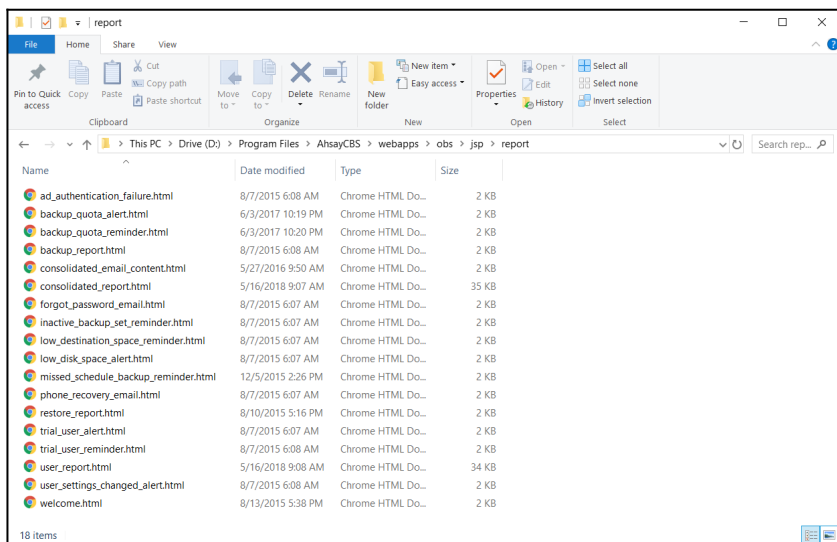 report
File Home Share View
Pin to Quick access
Copy
Paste
Cut
Copy path
Paste shortcut
Clipboard
Move to
Copy to
Delete
Rename
Organize
New folder
New item
Easy access
New
Properties
Open
Edit
History
Open
Select all
Select none
Invert selection
Select
This PC > Drive (D:) > Program Files > AhsayCBS > webapps > obs > jsp > report
Search rep...
Name Date modified Type Size
ad_authentication_failure.html 8/7/2015 6:08 AM Chrome HTML Do... 2 KB
backup_quota_alert.html 6/3/2017 10:19 PM Chrome HTML Do... 2 KB
backup_quota_reminder.html 6/3/2017 10:20 PM Chrome HTML Do... 2 KB
backup_report.html 8/7/2015 6:08 AM Chrome HTML Do... 2 KB
consolidated_email_content.html 5/27/2016 9:50 AM Chrome HTML Do... 2 KB
consolidated_report.html 5/16/2018 9:07 AM Chrome HTML Do... 35 KB
forgot_password_email.html 8/7/2015 6:07 AM Chrome HTML Do... 2 KB
inactive_backup_set_reminder.html 8/7/2015 6:07 AM Chrome HTML Do... 2 KB
low_destination_space_reminder.html 8/7/2015 6:07 AM Chrome HTML Do... 2 KB
low_disk_space_alert.html 8/7/2015 6:07 AM Chrome HTML Do... 2 KB
missed_schedule_backup_reminder.html 12/5/2015 2:26 PM Chrome HTML Do... 2 KB
phone_recovery_email.html 8/7/2015 6:07 AM Chrome HTML Do... 2 KB
restore_report.html 8/10/2015 5:16 PM Chrome HTML Do... 2 KB
trial_user_alert.html 8/7/2015 6:07 AM Chrome HTML Do... 2 KB
trial_user_reminder.html 8/7/2015 6:08 AM Chrome HTML Do... 2 KB
user_report.html 5/16/2018 9:08 AM Chrome HTML Do... 34 KB
user_settings_changed_alert.html 8/7/2015 6:08 AM Chrome HTML Do... 2 KB
welcome.html 8/13/2015 5:38 PM Chrome HTML Do... 2 KB
18 items